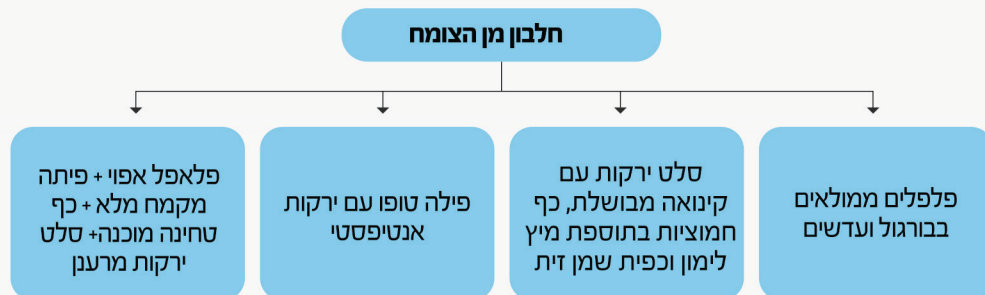 חלבון מן הצומח
פלפלים ממולאים
בבורגול ועדשים
סלט ירקות עם
קינואה מבושלת, כף
חמוציות בתוספת מיץ
לימון וכפית שמן זית
פילה טופו עם ירקות
אנטיפסטי
פלאפל אפוי + פיתה
מקמח מלא + כף
טחינה מוכנה+ סלט
ירקות מרענן